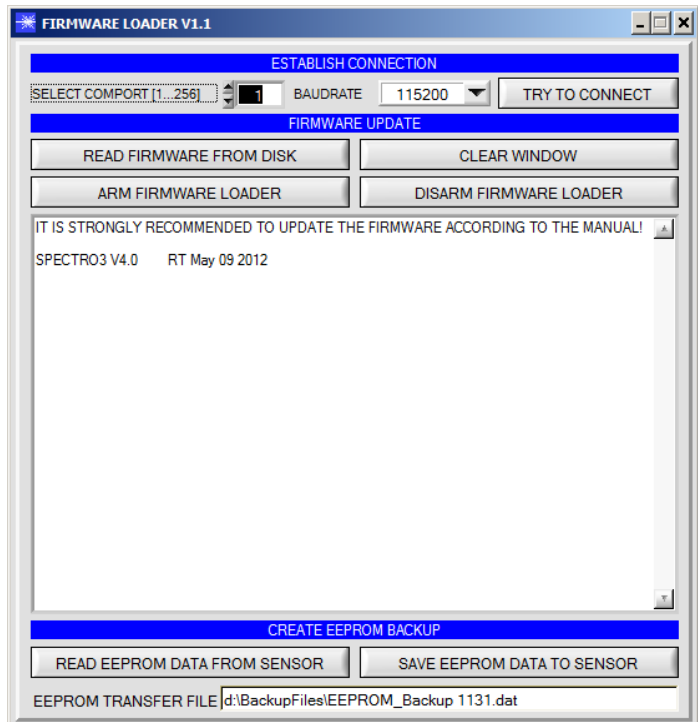 FIRMWARE LOADER V1.1
ESTABLISH CONNECTION
SELECT COMPORT [1...256] 1 BAUDRATE 115200 TRY TO CONNECT
FIRMWARE UPDATE
READ FIRMWARE FROM DISK CLEAR WINDOW
ARM FIRMWARE LOADER DISARM FIRMWARE LOADER
IT IS STRONGLY RECOMMENDED TO UPDATE THE FIRMWARE ACCORDING TO THE MANUAL!
SPECTRO3 V4.0 RT May 09 2012
CREATE EEPROM BACKUP
READ EEPROM DATA FROM SENSOR SAVE EEPROM DATA TO SENSOR
EEPROM TRANSFER FILE d:\BackupFiles\EEPROM_Backup 1131.dat